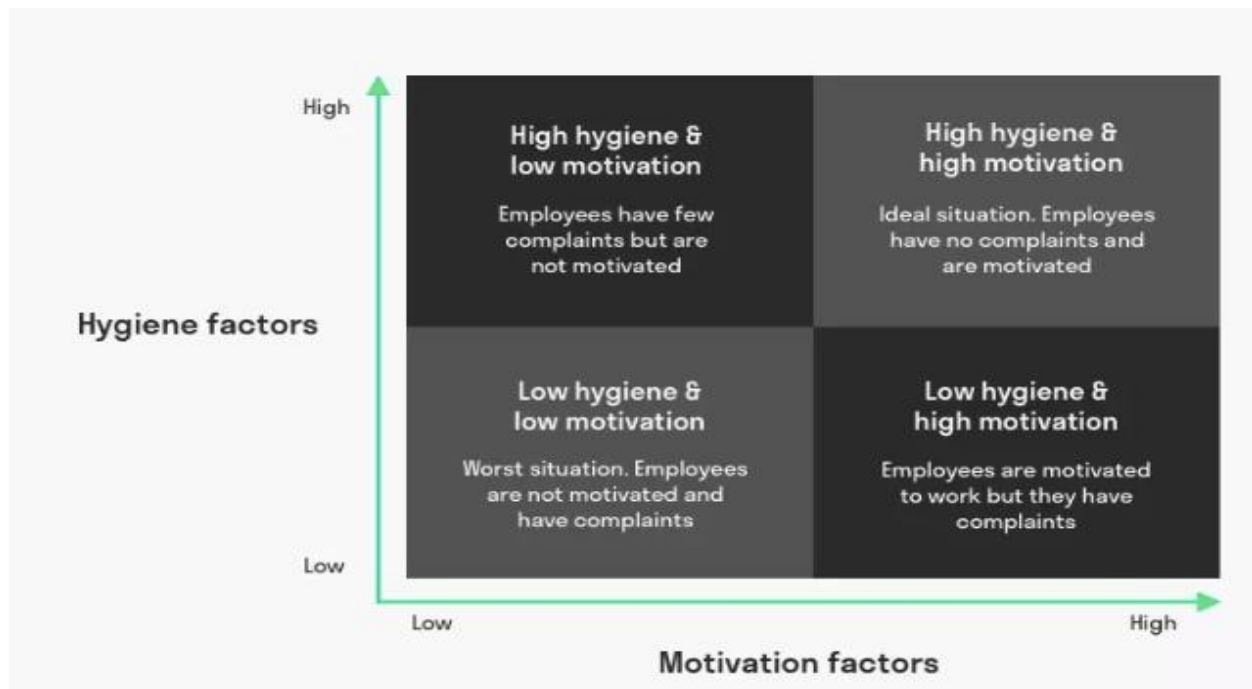 High
High hygiene &
low motivation
Employees have few
complaints but are
not motivated
High hygiene &
high motivation
Ideal situation. Employees
have no complaints and
are motivated
Hygiene factors
Low hygiene &
low motivation
Worst situation. Employees
are not motivated and
have complaints
Low hygiene &
high motivation
Employees are motivated
to work but they have
complaints
Low
Low
High
Motivation factors